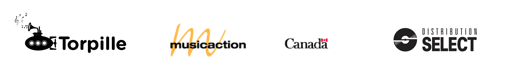 Torpille
musicaction
Canada
DISTRIBUTION
SELECT